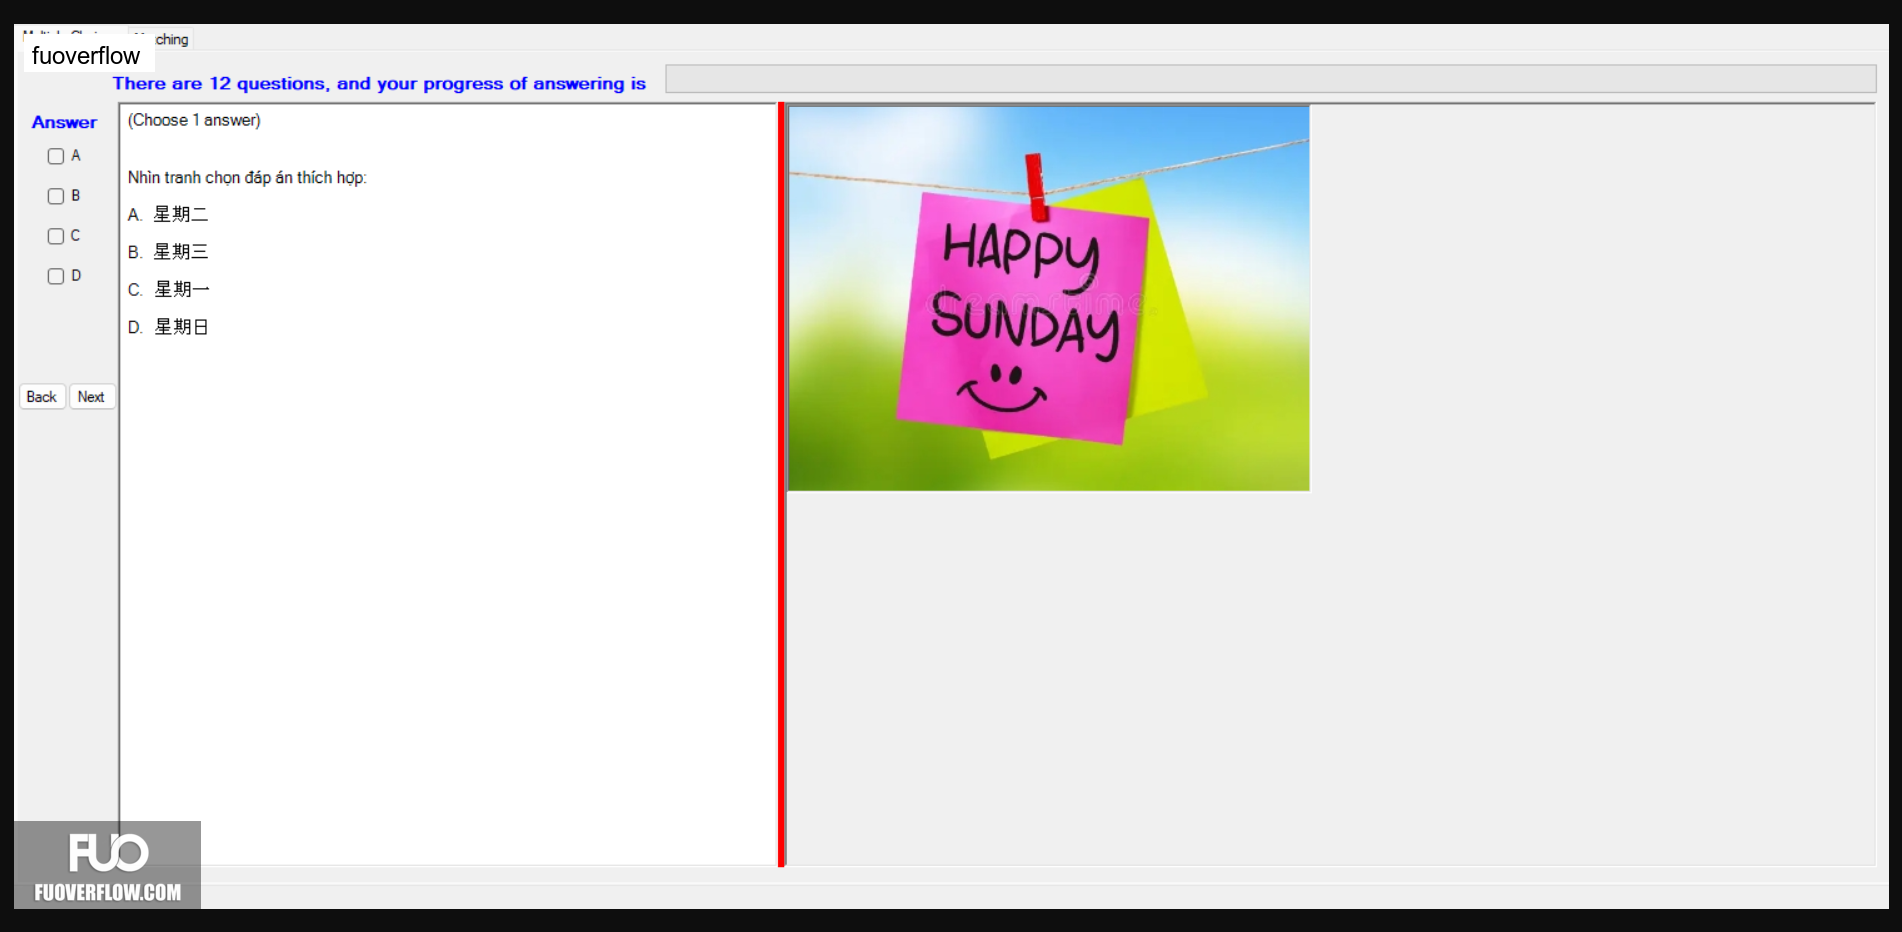 ching
fuoverflow
There are 12 questions, and your progress of answering is
Answer
A
B
C
D
Back Next
(Choose 1 answer)
Nhìn tranh chọn đáp án thích hợp:
A. 星期二
B. 星期三
C. 星期一
D. 星期日
HAPPY
SUNDAY
dreamstime.
FUO
FUOVERFLOW.COM